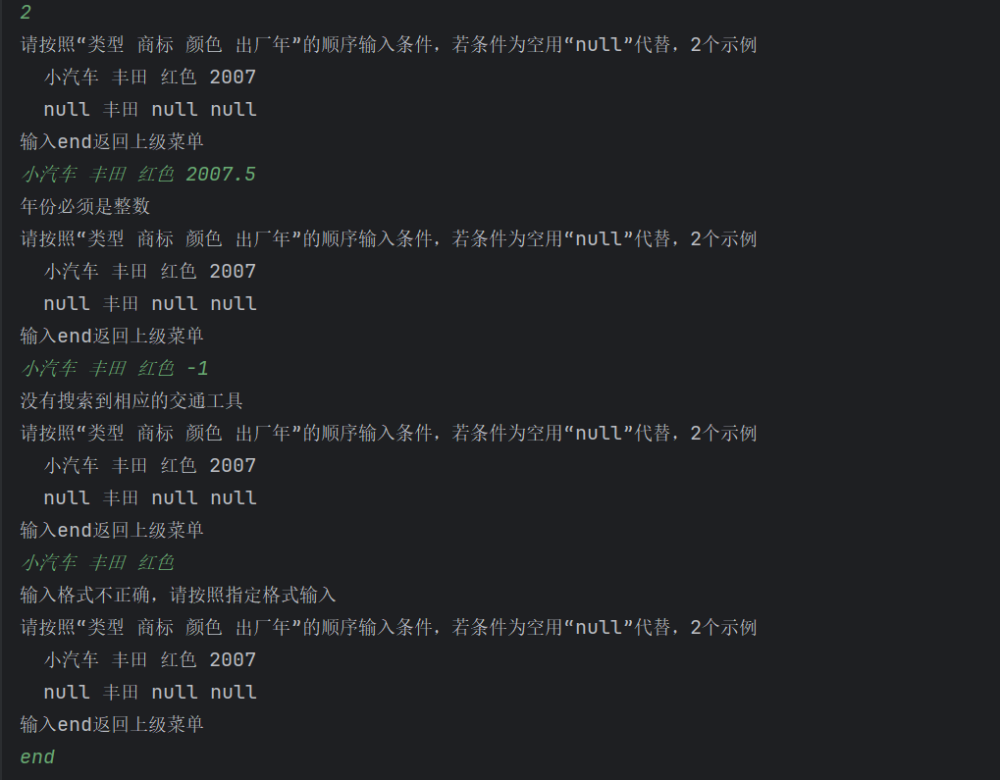 2
请按照“类型 商标 颜色 出厂年”的顺序输入条件，若条件为空用“null”代替，2个示例
小汽车 丰田 红色 2007
null 丰田 null null
输入end返回上级菜单
小汽车 丰田 红色 2007.5
年份必须是整数
请按照“类型 商标 颜色 出厂年”的顺序输入条件，若条件为空用“null”代替，2个示例
小汽车 丰田 红色 2007
null 丰田 null null
输入end返回上级菜单
小汽车 丰田 红色 -1
没有搜索到相应的交通工具
请按照“类型 商标 颜色 出厂年”的顺序输入条件，若条件为空用“null”代替，2个示例
小汽车 丰田 红色 2007
null 丰田 null null
输入end返回上级菜单
小汽车 丰田 红色
输入格式不正确，请按照指定格式输入
请按照“类型 商标 颜色 出厂年”的顺序输入条件，若条件为空用“null”代替，2个示例
小汽车 丰田 红色 2007
null 丰田 null null
输入end返回上级菜单
end